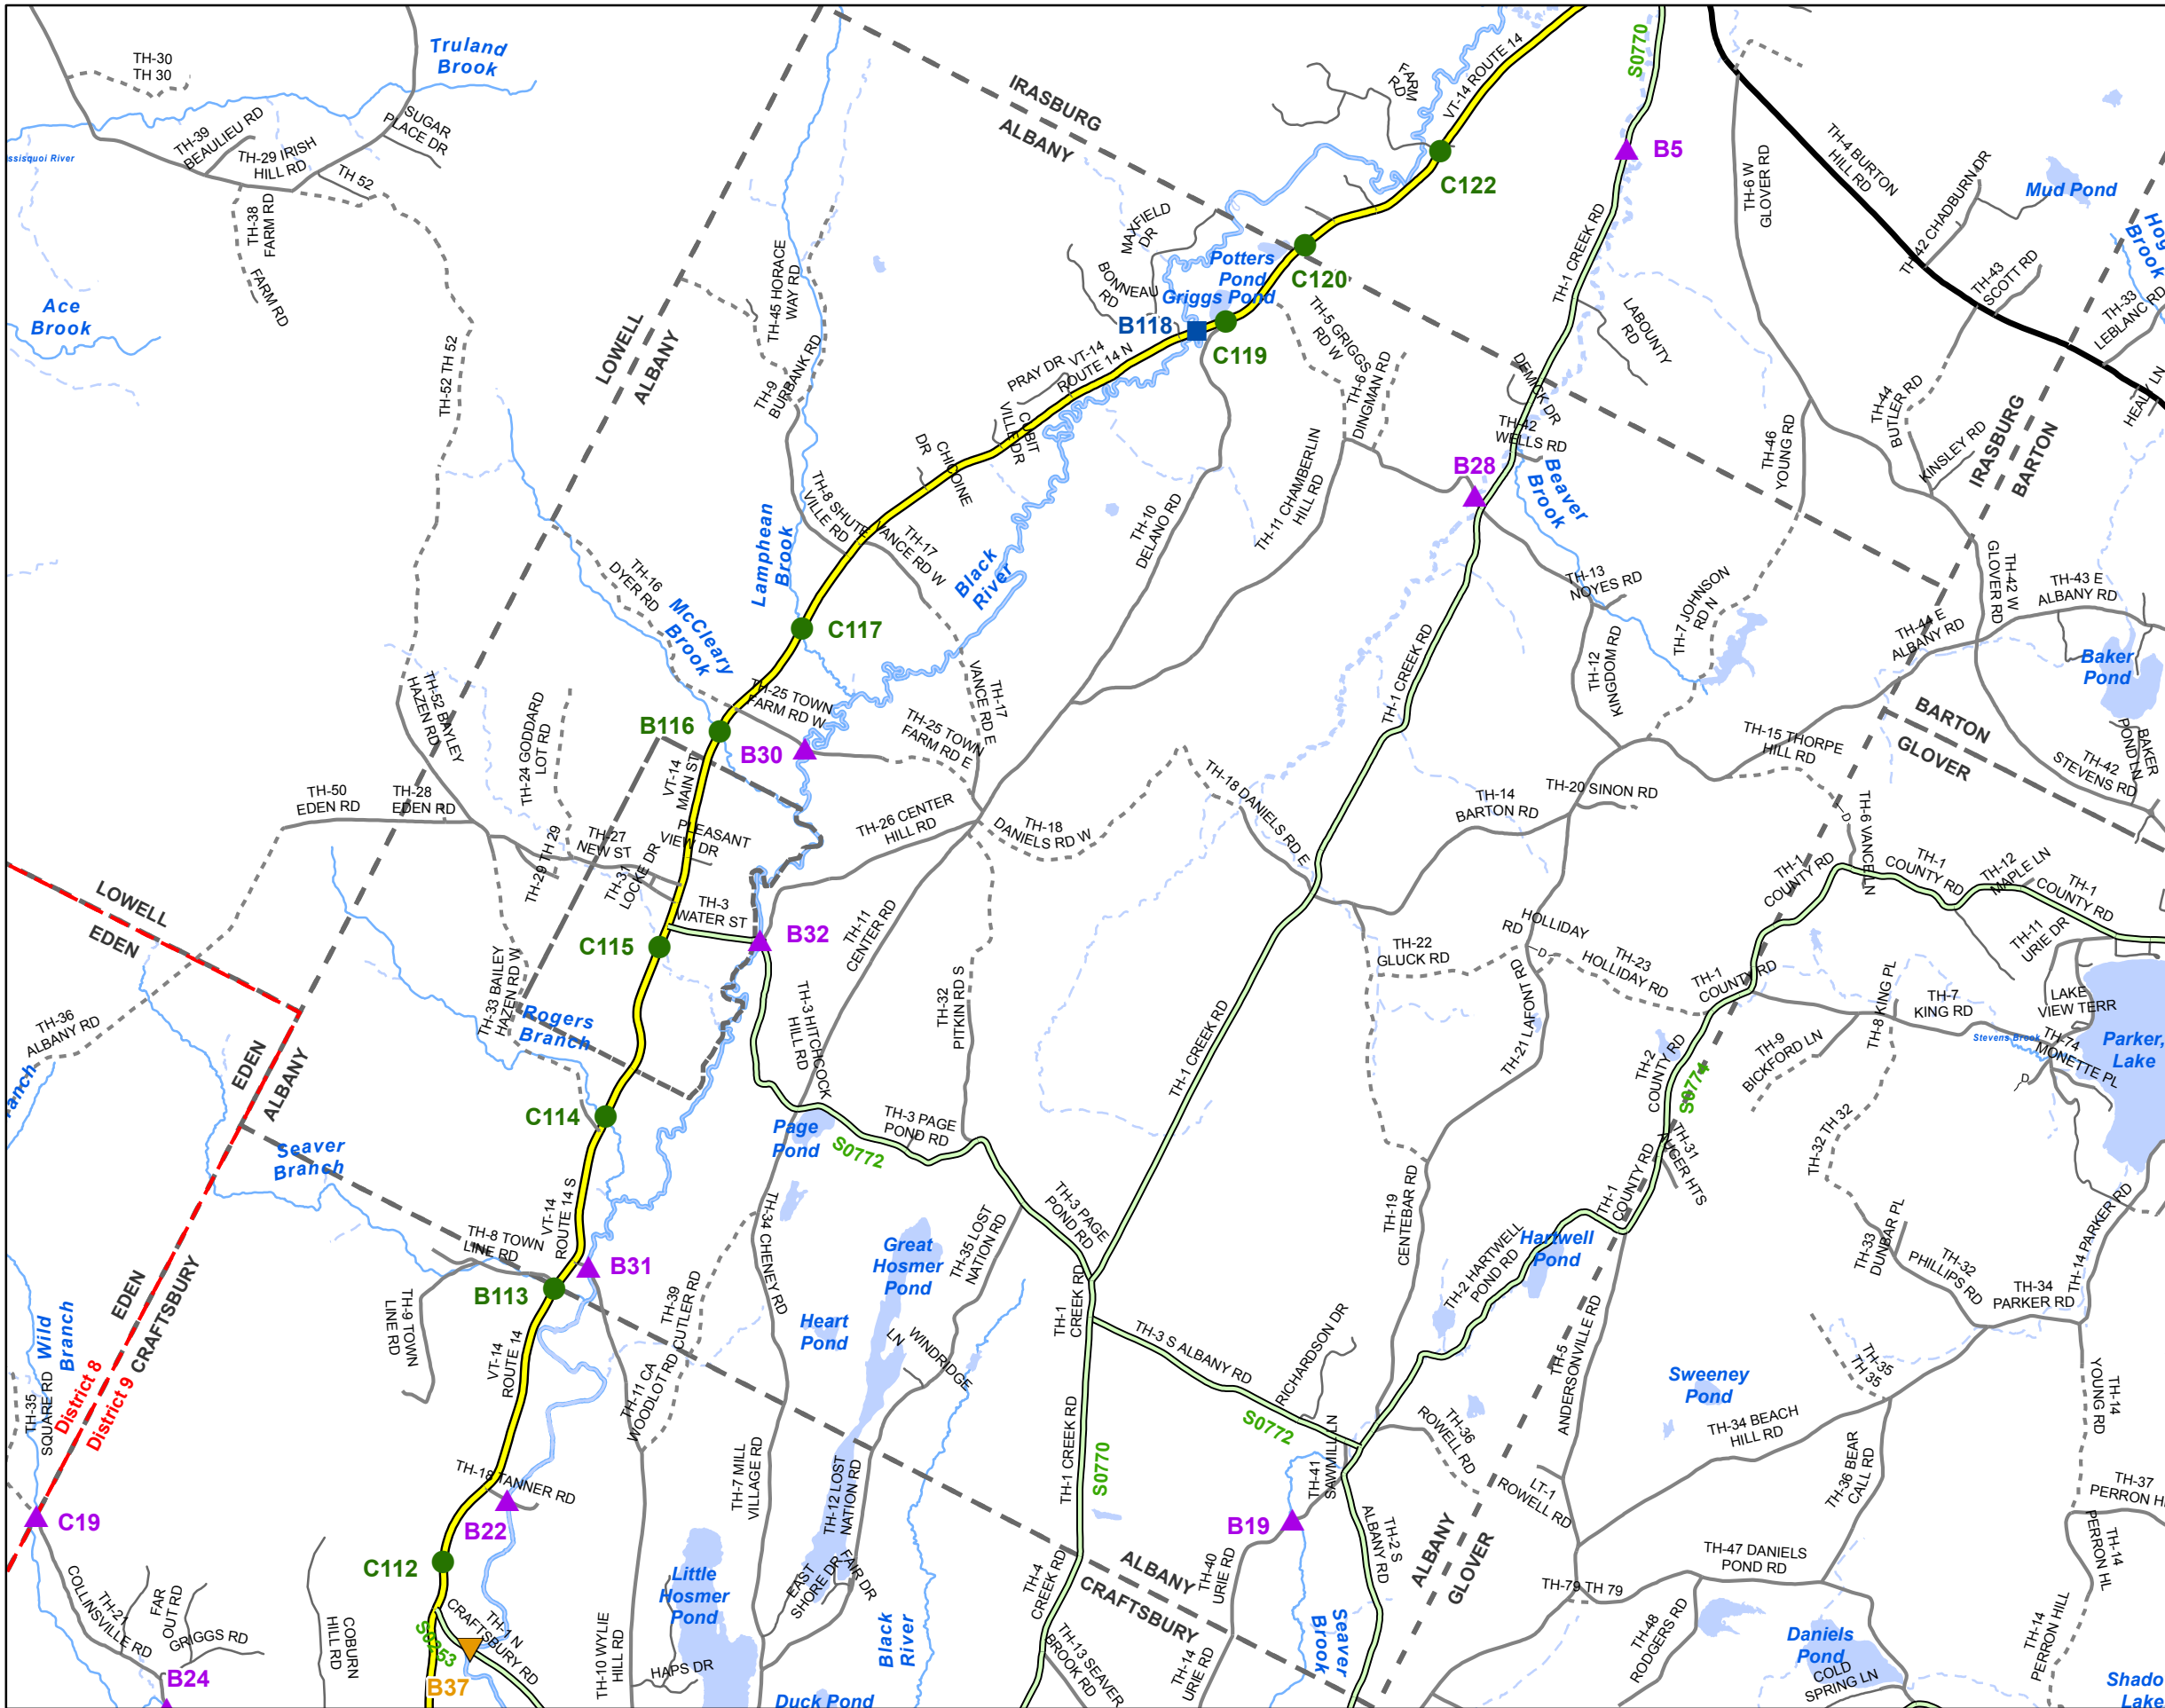 TH-30
TH 30
Truland
Brook
TH-39
BEAULIEU RD
TH-29 IRISH
HILL RD
SUGAR
PLACE DR
TH 52
ssisquoi River
TH-38
FARM RD
FARM RD
Ace
Brook
TH-52 TH 52
LOWELL
ALBANY
TH-45 HORACE
WAY RD
TH-9
BURBANK RD
IRASBURG
ALBANY
FARM
RD
VT-14 ROUTE 14
S0770
B5
C122
MAXFIELD
DR
BONNEAU
RD
Potters
Pond
C120
Griggs Pond
B118
C119
TH-5 GRIGGS
RD W
TH-6
DINGMAN RD
TH-1 CREEK RD
LABOUNTY
RD
DEMICK DR
TH-42
WELLS RD
B28
Beaver
Brook
TH-6 W
GLOVER RD
TH-4 BURTON
HILL RD
TH-42 CHADBURN DR
Mud Pond
Hog
Brook
TH-43
SCOTT RD
TH-33
LEBLANC RD
HEALY LN
TH-44
BUTLER RD
KINSLEY RD
IRASBURG
BARTON
TH-46
YOUNG RD
PRAY DR
VT-14
ROUTE 14 N
CUBIT
VILLE DR
CHICOINE
DR
TH-8 SHUTE
VILLE RD
TH-17
VANCE RD W
Lamphean
Brook
Black
River
TH-10
DELANO RD
TH-11 CHAMBERLIN
HILL RD
TH-16
DYER RD
McCleary
Brook
C117
TH-13
NOYES RD
TH-12
KINGDOM RD
TH-7 JOHNSON
RD N
TH-42 W
GLOVER RD
TH-43 E
ALBANY RD
TH-44 E
ALBANY RD
Baker
Pond
BAKER
POND LN
TH-42
STEVENS RD
BARTON
GLOVER
TH-52 BAYLEY
HAZEN RD
TH-24 GODDARD
LOT RD
B116
TH-25 TOWN
FARM RD W
B30
TH-25 TOWN
FARM RD E
TH-17
VANCE RD E
TH-1 CREEK RD
TH-15 THORPE
HILL RD
TH-50
EDEN RD
TH-28
EDEN RD
VT-14
MAIN ST
PLEASANT
VIEW DR
TH-27
NEW ST
TH-29 TH 29
TH-31
LOCKE DR
TH-3
WATER ST
TH-26 CENTER
HILL RD
TH-18
DANIELS RD W
TH-18 DANIELS RD E
TH-14
BARTON RD
TH-20 SINON RD
D
TH-6 VANCE LN
TH-1
COUNTY RD
TH-1
COUNTY RD
TH-12
MAPLE LN
TH-1
COUNTY RD
TH-11
URIE DR
LOWELL
EDEN
C115
B32
TH-11
CENTER RD
TH-22
GLUCK RD
HOLLIDAY
RD
D
TH-23
HOLLIDAY RD
TH-1
COUNTY RD
TH-21 LAFONT RD
TH-8 KING PL
TH-7
KING RD
LAKE
VIEW TERR
Stevens Brook
TH-74
MONETTE PL
D
Parker,
Lake
TH-36
ALBANY RD
TH-33 BAILEY
HAZEN RD W
Rogers
Branch
TH-3 HITCHCOCK
HILL RD
TH-32
PITKIN RD S
TH-1 CREEK RD
TH-2
COUNTY RD
S0774
TH-9
BICKFORD LN
TH-32 TH 32
EDEN
ALBANY
anch
Seaver
Branch
C114
Page
Pond
S0772
TH-3 PAGE
POND RD
TH-31
AUGER HTS
TH-1
COUNTY RD
TH-19
CENTEBAR RD
TH-33
DUNBAR PL
TH-32
PHILLIPS RD
TH-14 PARKER RD
TH-34
PARKER RD
TH-8 TOWN
LINE RD
VT-14
ROUTE 14 S
B31
B113
TH-9 TOWN
LINE RD
TH-34 CHENEY RD
Great
Hosmer
Pond
TH-35 LOST
NATION RD
TH-3 PAGE
POND RD
TH-1
CREEK RD
TH-2 HARTWELL
POND RD
Hartwell
Pond
EDEN
CRAFTSBURY
Wild
Branch
District 8
District 9
TH-35
SQUARE RD
VT-14
ROUTE 14
TH-39
CUTLER RD
TH-11 CA
WOODLOT RD
Heart
Pond
WINDRIDGE
LN
TH-3 S ALBANY RD
RICHARDSON DR
S0772
TH-5
ANDERSONVILLE RD
Sweeney
Pond
TH-35
TH 35
TH-34 BEACH
HILL RD
TH-14
YOUNG RD
TH-18 TANNER RD
B22
TH-7 MILL
VILLAGE RD
TH-12 LOST
NATION RD
TH-1 CREEK RD
S0770
TH-41
SAWMILL LN
TH-36
ROWELL RD
LT-1
ROWELL RD
TH-36 BEAR
CALL RD
TH-37
PERRON H
C19
C112
B19
TH-2 S
ALBANY RD
ALBANY
GLOVER
TH-14
PERRON HL
TH-21
COLLINSVILLE RD
FAR
OUT RD
GRIGGS RD
COBURN
HILL RD
B24
S0253
TH-1 N
CRAFTSBURY RD
B37
TH-10 WYLIE
HILL RD
Little
Hosmer
Pond
HAPS DR
EAST
SHORE DR
FAIR DR
Black
River
Duck Pond
TH-4
CREEK RD
ALBANY
CRAFTSBURY
TH-13 SEAVER
BROOK RD
TH-40
URIE RD
TH-14
URIE RD
Seaver
Brook
TH-79 TH 79
TH-47 DANIELS
POND RD
TH-48
RODGERS RD
Daniels
Pond
COLD
SPRING LN
TH-14
PERRON HILL
Shado
Lake